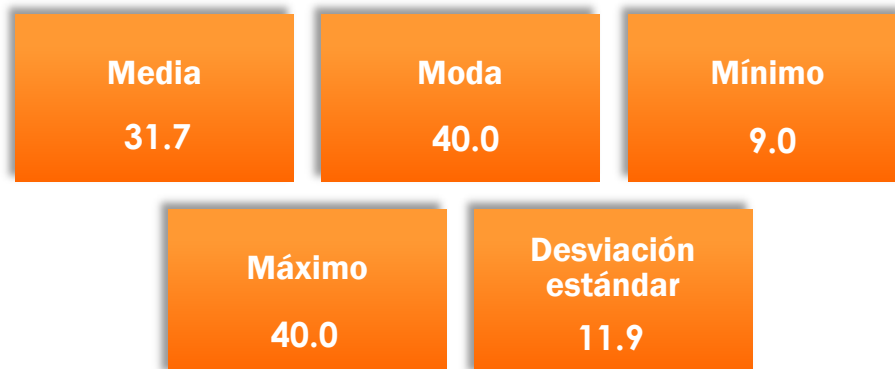 Media
31.7
Moda
40.0
Mínimo
9.0
Máximo
40.0
Desviación
estándar
11.9